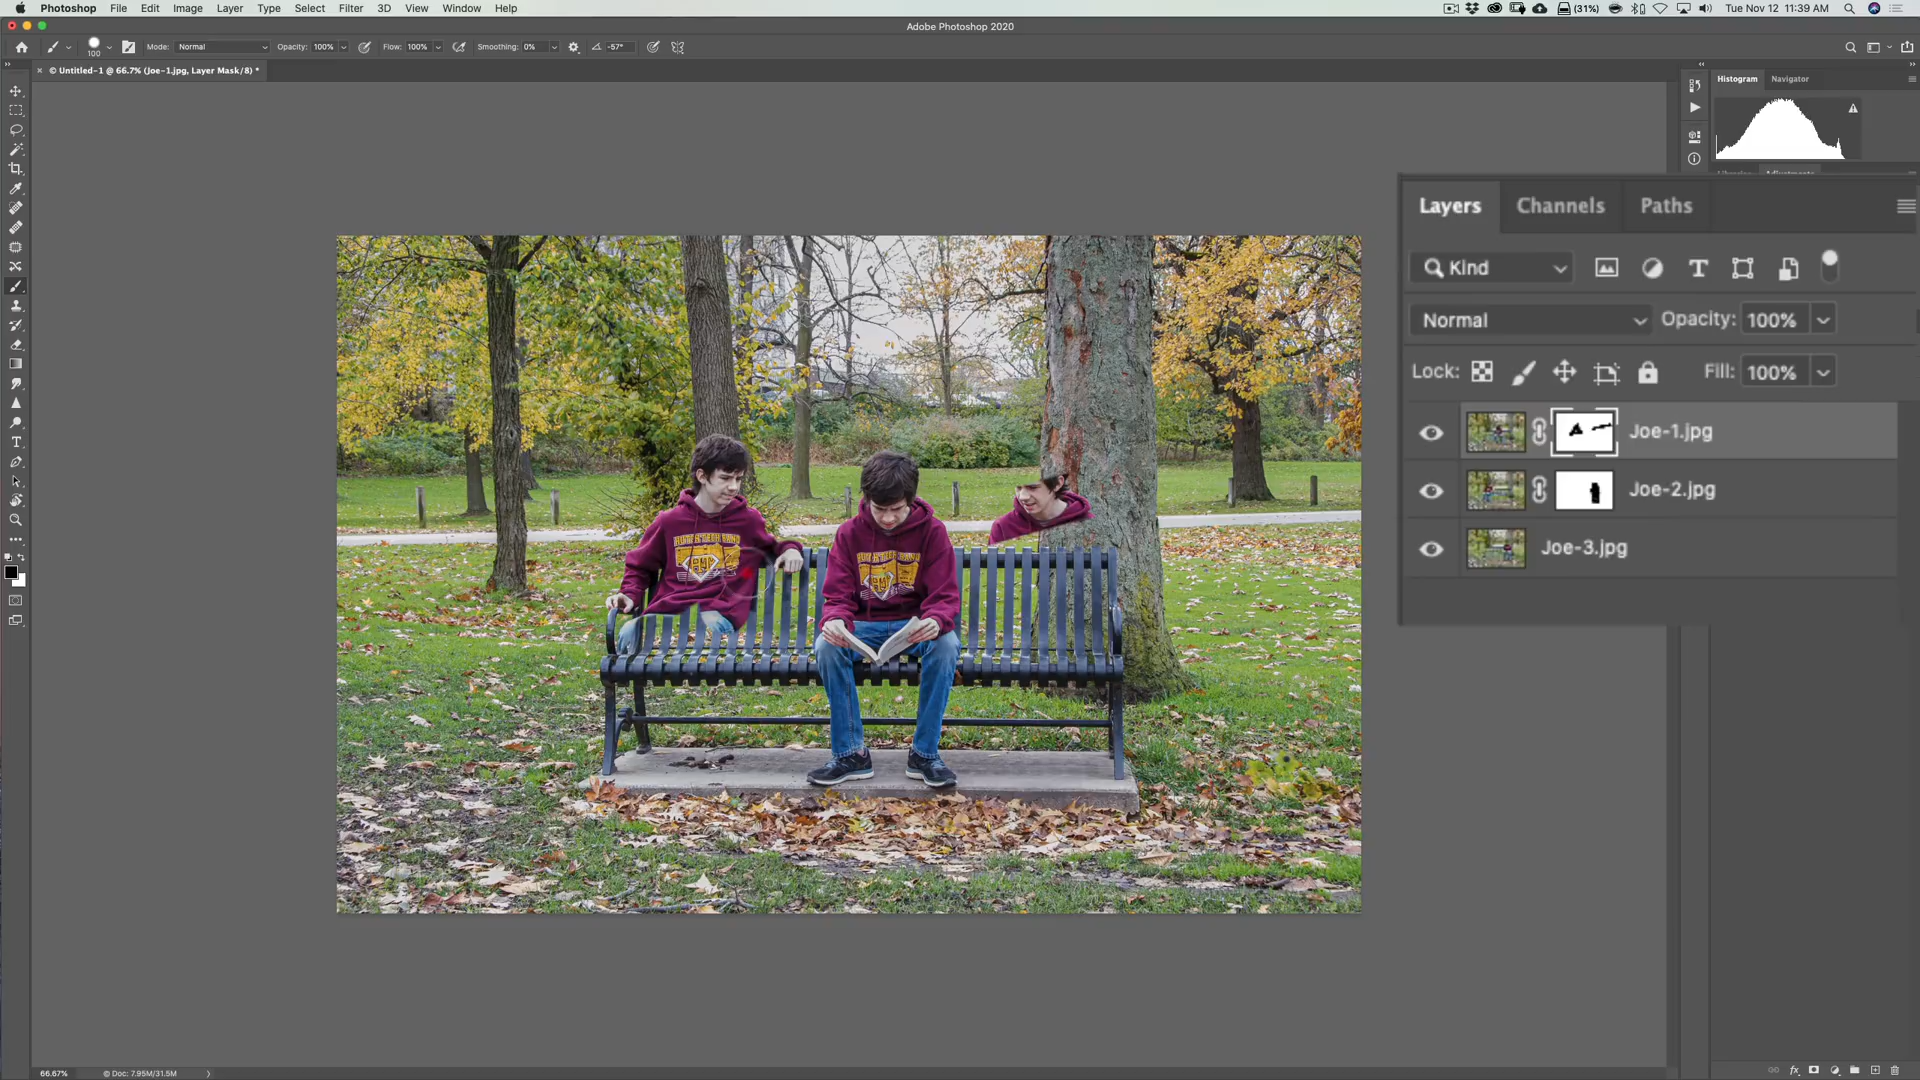 Photoshop File Edit Image Layer Type Select Filter 3D View Window Help (31%) Tue Nov 12 11:39 AM
Adobe Photoshop 2020
100 Mode: Normal Opacity: 100% Flow: 100% Smoothing: 0% -57°
× © Untitled-1 @ 66.7% (Joe-1.jpg, Layer Mask/8) *
Histogram Navigator
Layers Channels Paths
Kind
Normal Opacity: 100%
Lock: Fill: 100%
Joe-1.jpg
Joe-2.jpg
Joe-3.jpg
66.67% Doc: 7.95M/31.5M